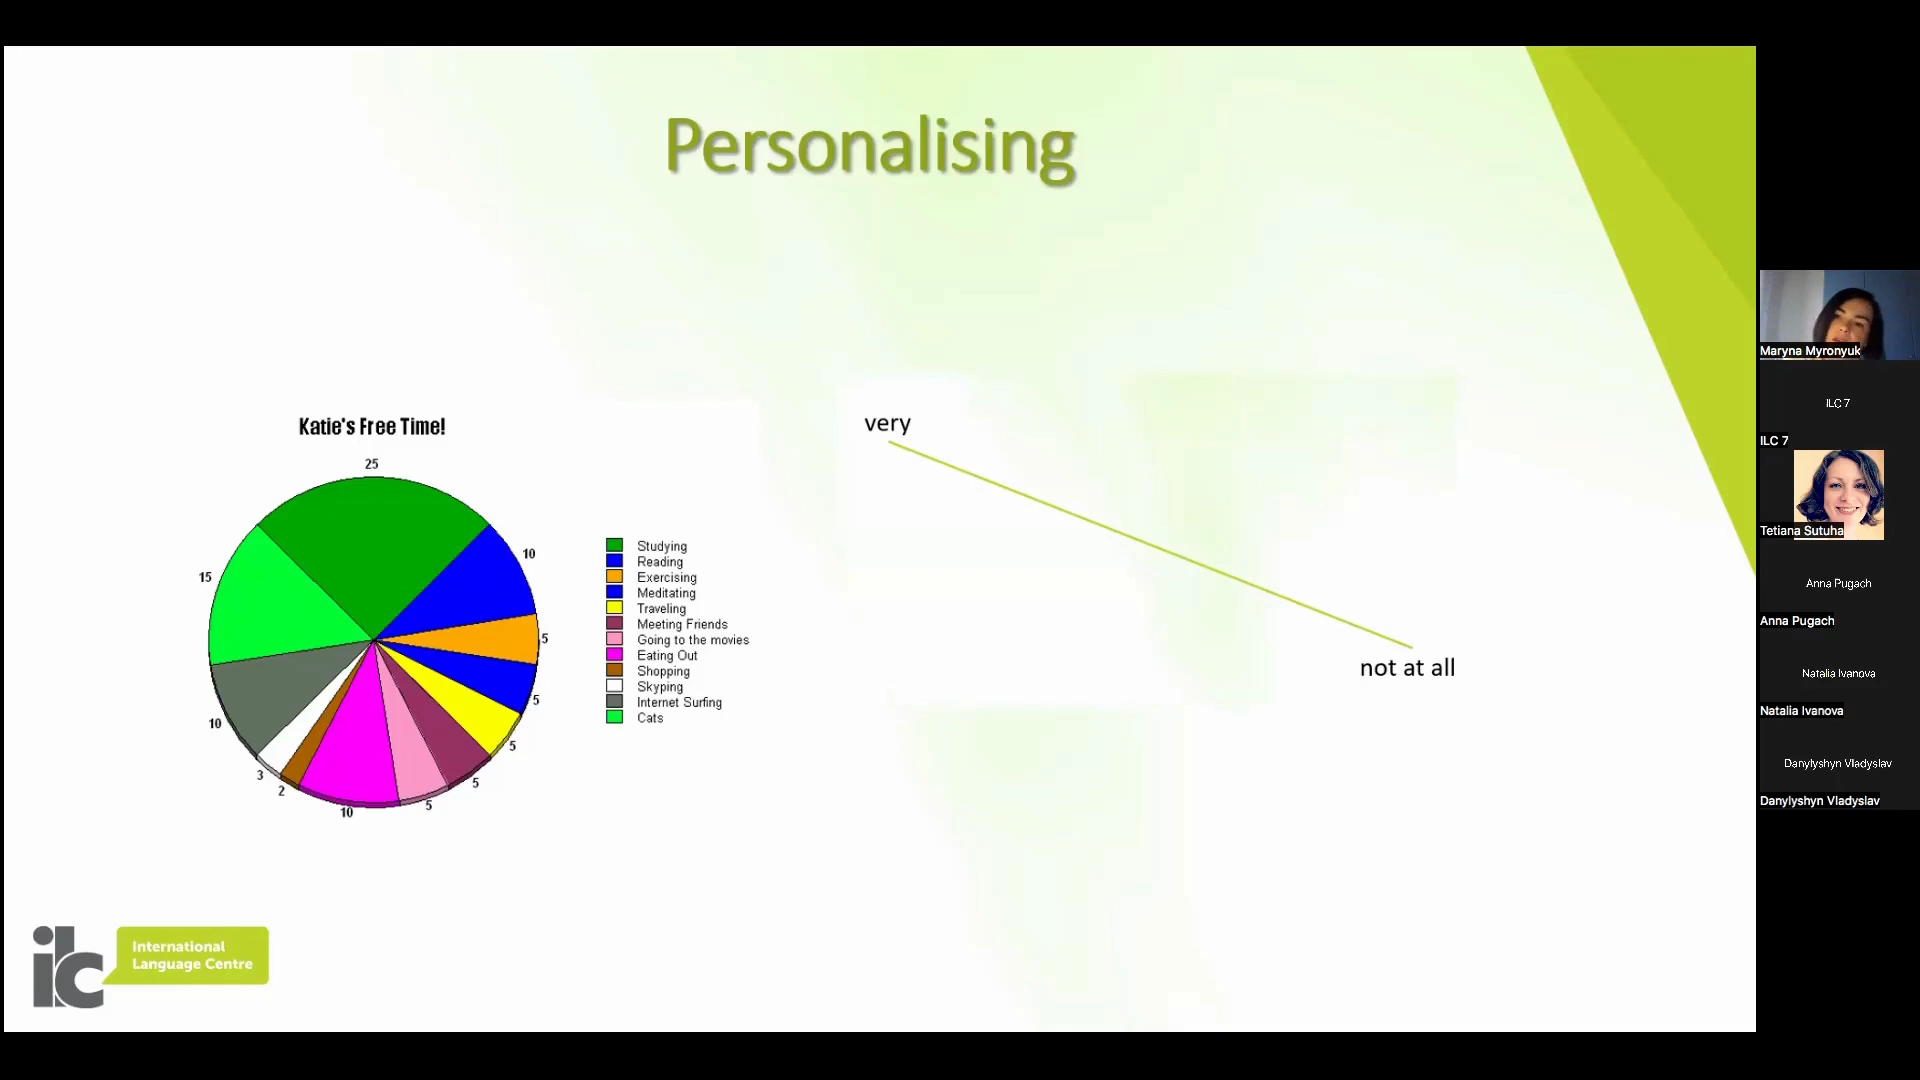 Personalising
Katie's Free Time!
25
10
5
5
5
5
5
10
2
3
10
15
Studying
Reading
Exercising
Meditating
Traveling
Meeting Friends
Going to the movies
Eating Out
Shopping
Skyping
Internet Surfing
Cats
very
not at all
ilc
International
Language Centre
Maryna Myronyuk
ILC 7
ILC 7
Tetiana Sutuha
Anna Pugach
Anna Pugach
Natalia Ivanova
Natalia Ivanova
Danylyshyn Vladyslav
Danylyshyn Vladyslav